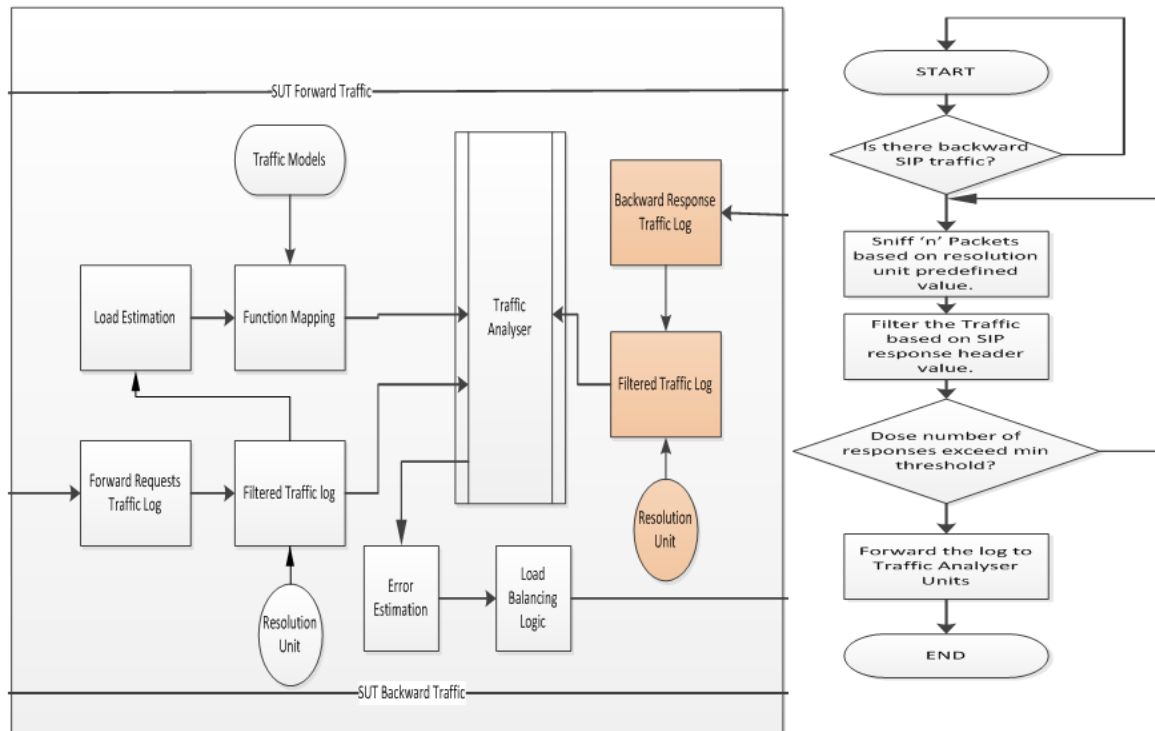 SUT Forward Traffic
Traffic Models
Load Estimation
Function Mapping
Traffic
Analyser
Backward Response
Traffic Log
Filtered Traffic Log
Resolution
Unit
Forward Requests
Traffic Log
Filtered Traffic log
Resolution
Unit
Error
Estimation
Load
Balancing
Logic
SUT Backward Traffic
START
Is there backward
SIP traffic?
Sniff ‘n’ Packets
based on resolution
unit predefined
value.
Filter the Traffic
based on SIP
response header
value.
Dose number of
responses exceed min
threshold?
Forward the log to
Traffic Analyser
Units
END